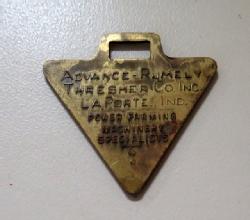 ADVANCE-RUMELY
THRESHER CO. INC.
LA PORTE, IND.
POWER FARMING
MACHINERY
SPECIALISTS